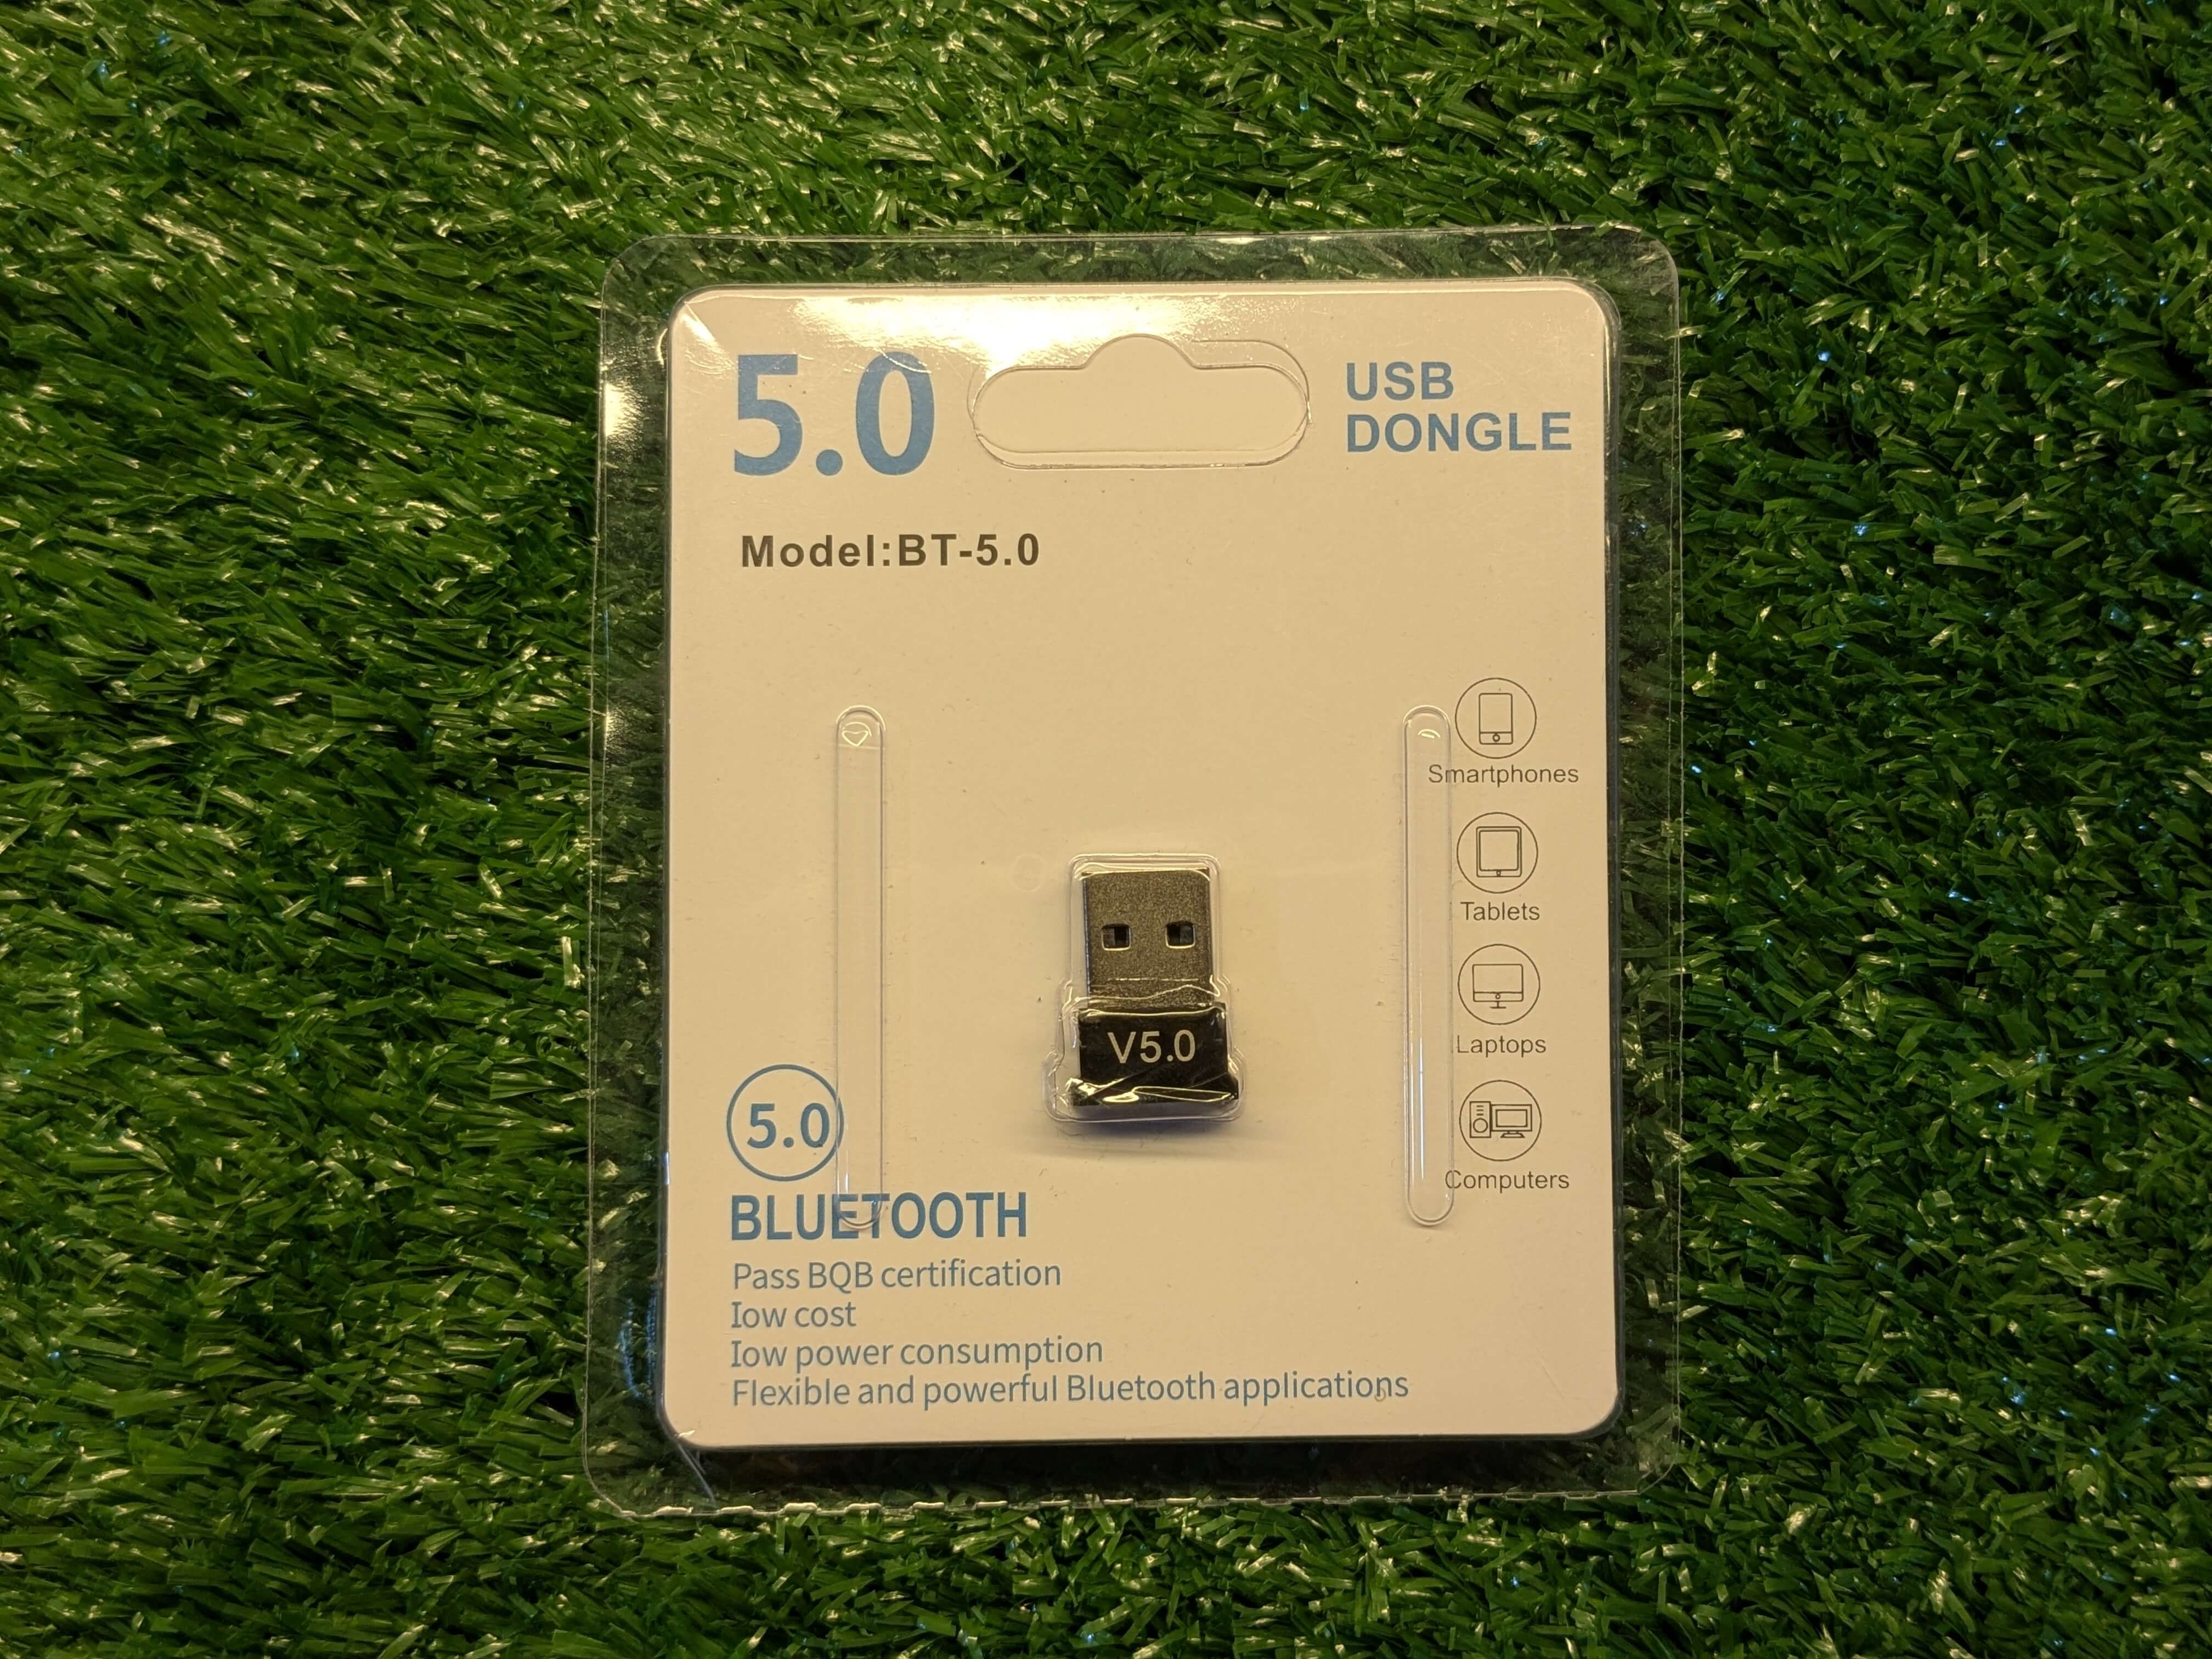 5.0
USB
DONGLE
Model:BT-5.0
Smartphones
Tablets
Laptops
Computers
V5.0
5.0
BLUETOOTH
Pass BQB certification
Iow cost
Iow power consumption
Flexible and powerful Bluetooth applications